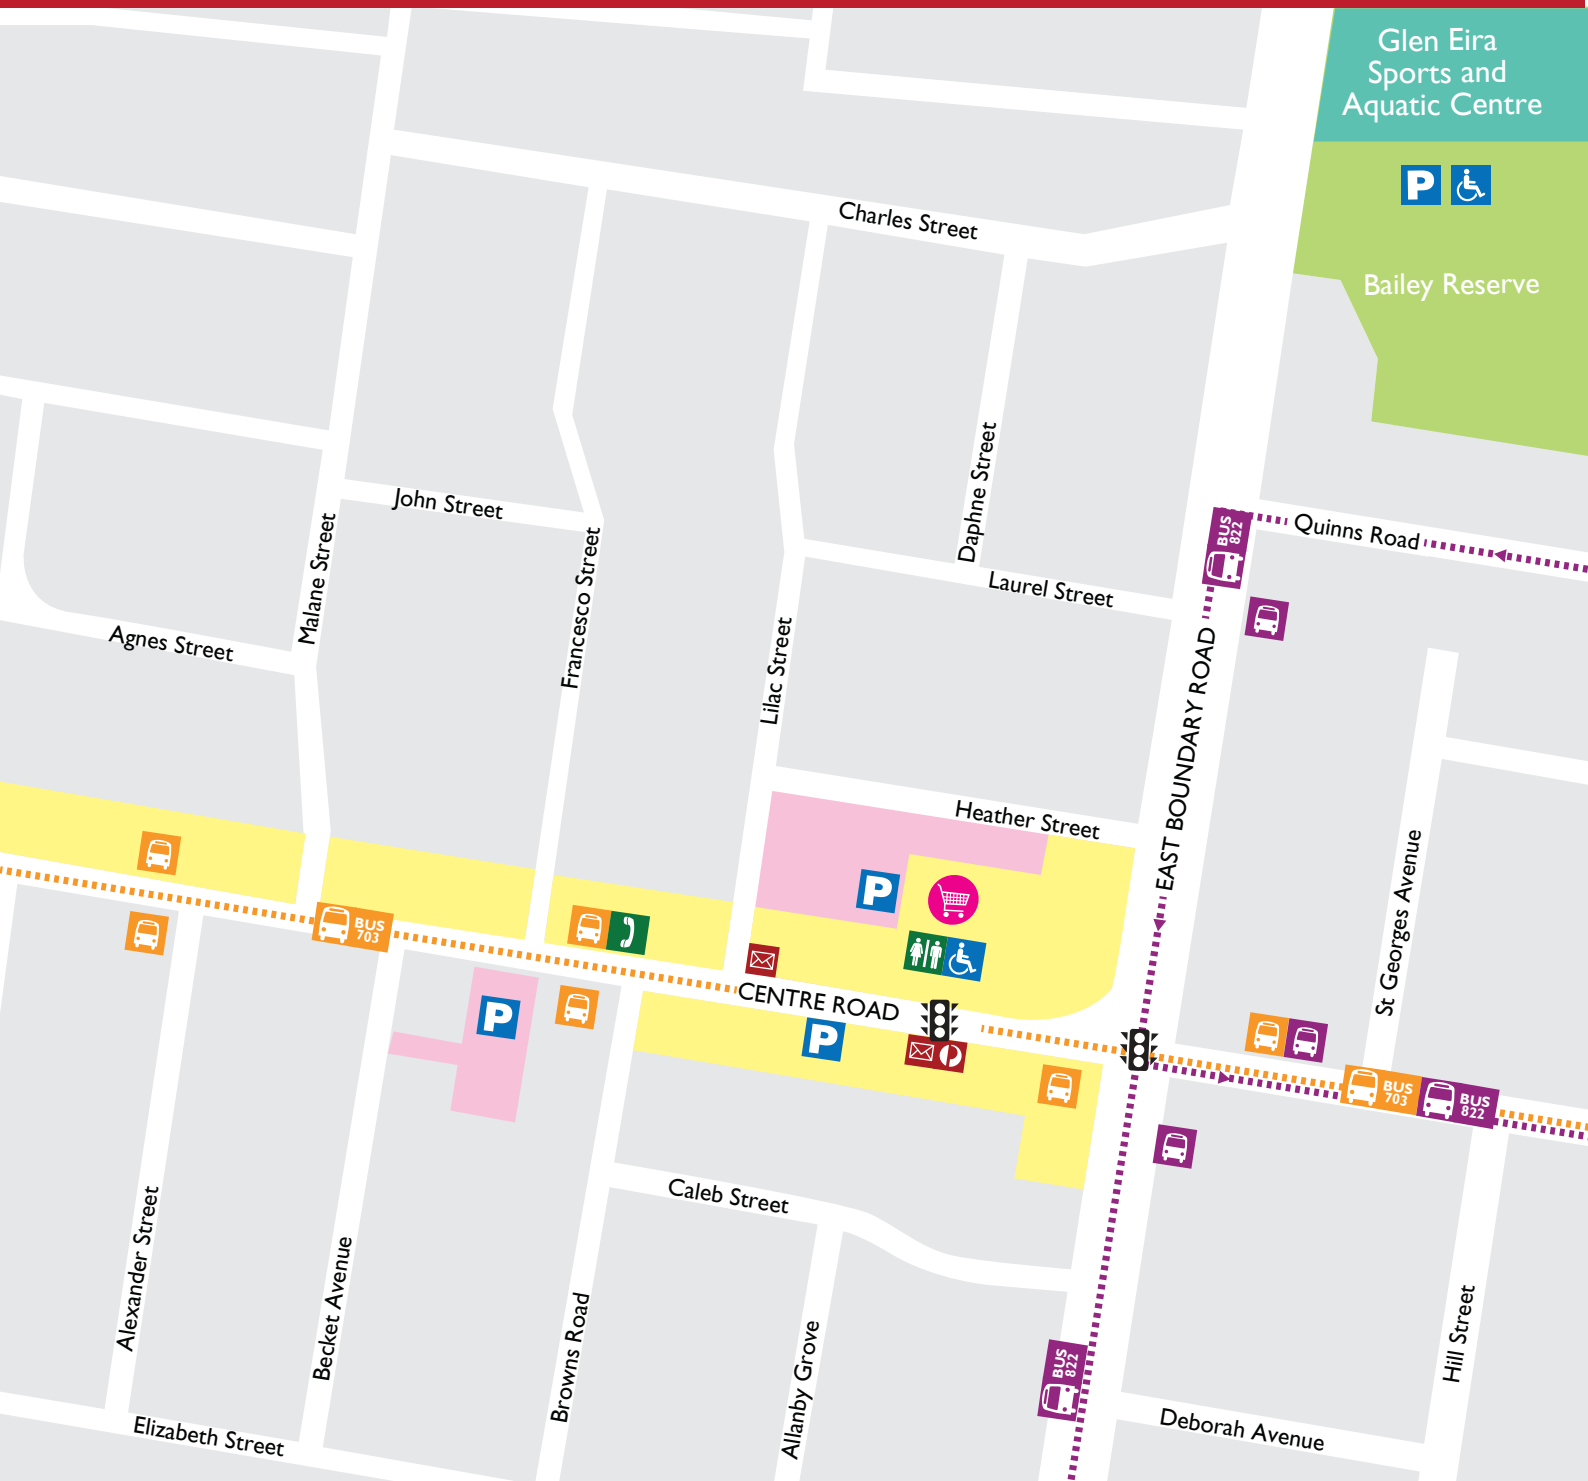 Glen Eira
Sports and
Aquatic Centre
P
Bailey Reserve
Charles Street
Daphne Street
John Street
BUS
822
Quinns Road
Malane Street
Francesco Street
Laurel Street
Agnes Street
Lilac Street
EAST BOUNDARY ROAD
Heather Street
St Georges Avenue
P
BUS
703
CENTRE ROAD
P
P
BUS
703
BUS
822
Caleb Street
Alexander Street
Becket Avenue
Browns Road
Allanby Grove
BUS
822
Hill Street
Elizabeth Street
Deborah Avenue